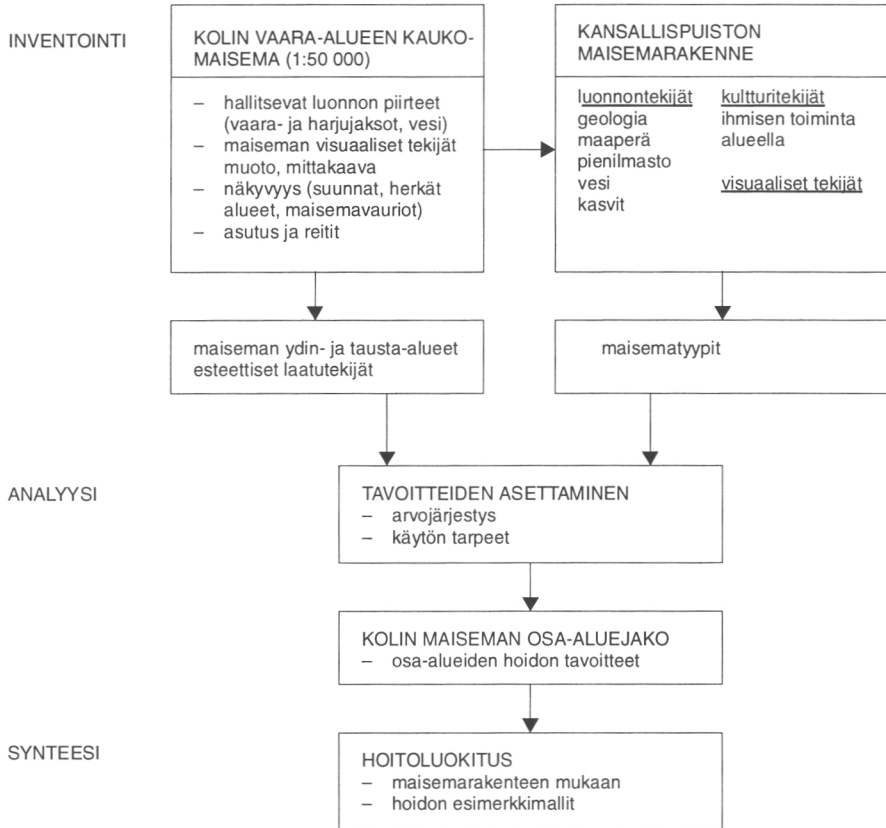 INVENTOINTI
KOLIN VAARA-ALUEEN KAUKO-
MAISEMA (1:50 000)
– hallitsevat luonnon piirteet
(vaara- ja harjujaksot, vesi)
– maiseman visuaaliset tekijät
muoto, mittakaava
– näkyvyys (suunnat, herkät
alueet, maisemavauriot)
– asutus ja reitit
KANSALLISPUISTON
MAISEMARAKENNE
luonnontekijät
geologia
maaperä
pienilmasto
vesi
kasvit
kultturitekijät
ihmisen toiminta
alueella
visuaaliset tekijät
maiseman ydin- ja tausta-alueet
esteettiset laatutekijät
maisematyypit
ANALYYSI
TAVOITTEIDEN ASETTAMINEN
– arvojärjestys
– käytön tarpeet
KOLIN MAISEMAN OSA-ALUEJAKO
– osa-alueiden hoidon tavoitteet
SYNTEESI
HOITOLUOKITUS
– maisemarakenteen mukaan
– hoidon esimerkkimallit